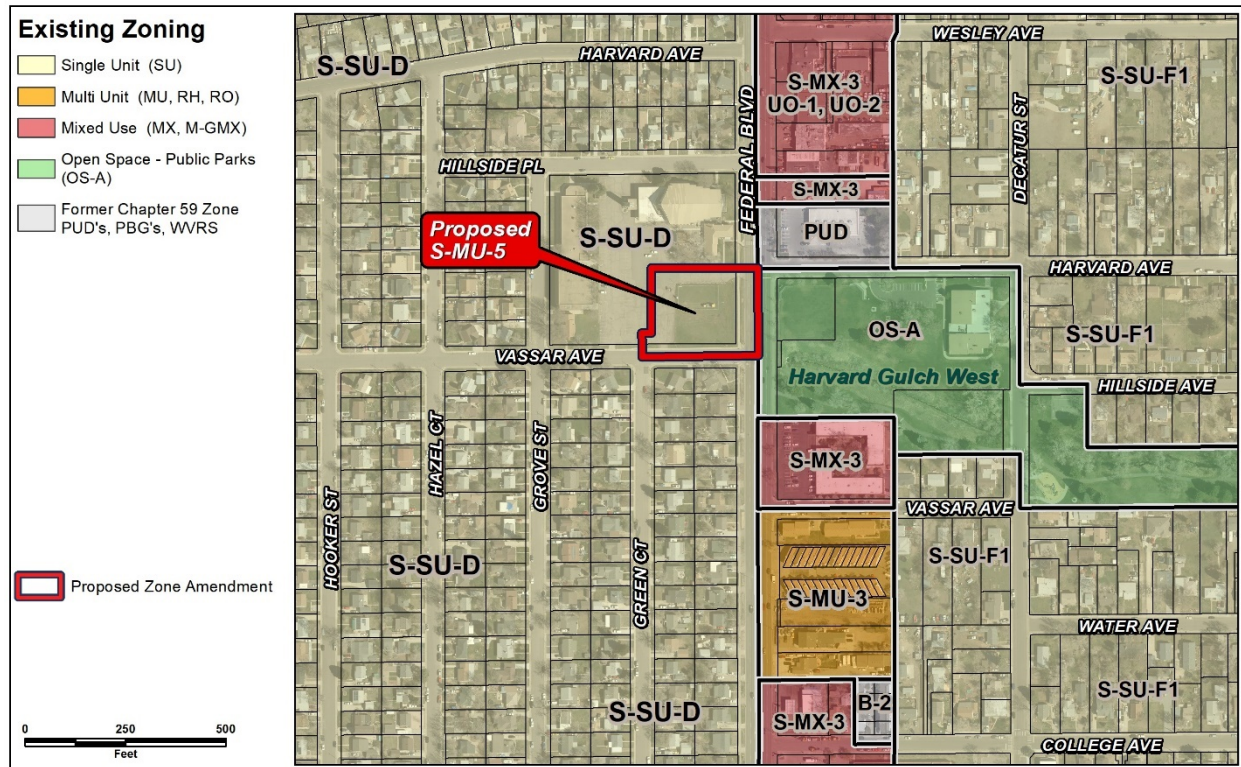 Existing Zoning
Single Unit (SU)
Multi Unit (MU, RH, RO)
Mixed Use (MX, M-GMX)
Open Space - Public Parks
(OS-A)
Former Chapter 59 Zone
PUD's, PBG's, WVRS
Proposed Zone Amendment
0 250 500
Feet
S-SU-D
HARVARD AVE
WESLEY AVE
S-MX-3
UO-1, UO-2
S-SU-F1
FEDERAL BLVD
DECATUR ST
HILLSIDE PL
S-MX-3
Proposed
S-MU-5
S-SU-D
PUD
HARVARD AVE
OS-A
S-SU-F1
VASSAR AVE
Harvard Gulch West
HILLSIDE AVE
HOOKER ST
HAZEL CT
GROVE ST
GREEN CT
S-MX-3
VASSAR AVE
S-SU-D
S-SU-F1
S-MU-3
WATER AVE
S-SU-D
S-MX-3
B-2
S-SU-F1
COLLEGE AVE